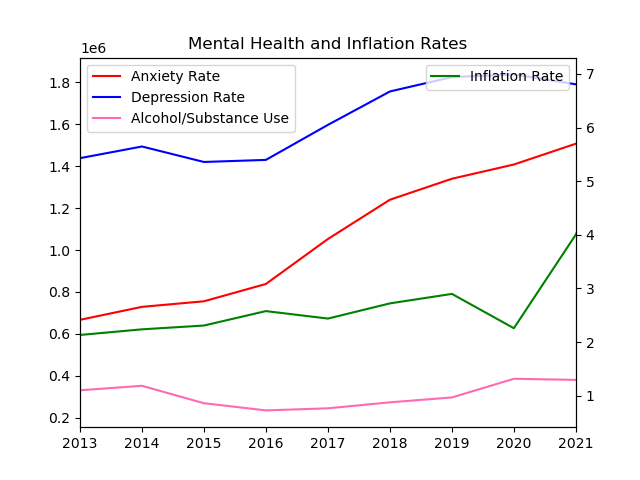 Mental Health and Inflation Rates
1e6
Anxiety Rate
Depression Rate
Alcohol/Substance Use
Inflation Rate
1.8
1.6
1.4
1.2
1.0
0.8
0.6
0.4
0.2
7
6
5
4
3
2
1
2013 2014 2015 2016 2017 2018 2019 2020 2021